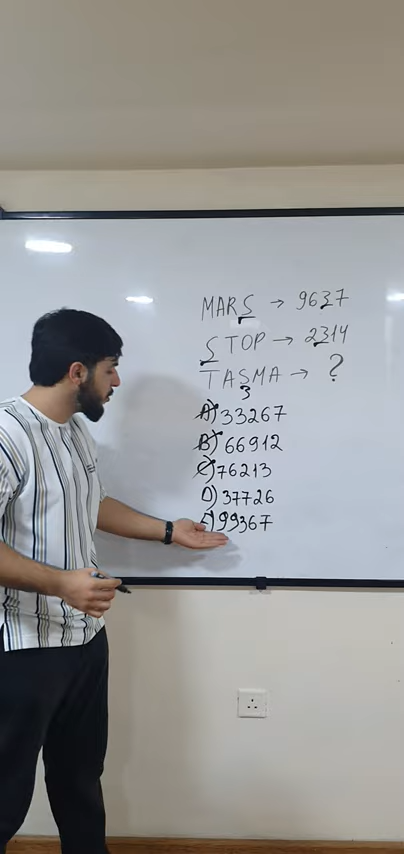 MARS → 9637
STOP → 2314
TASMA → ?
3
A) 33267
B) 66912
C) 76213
D) 37726
E) 99367